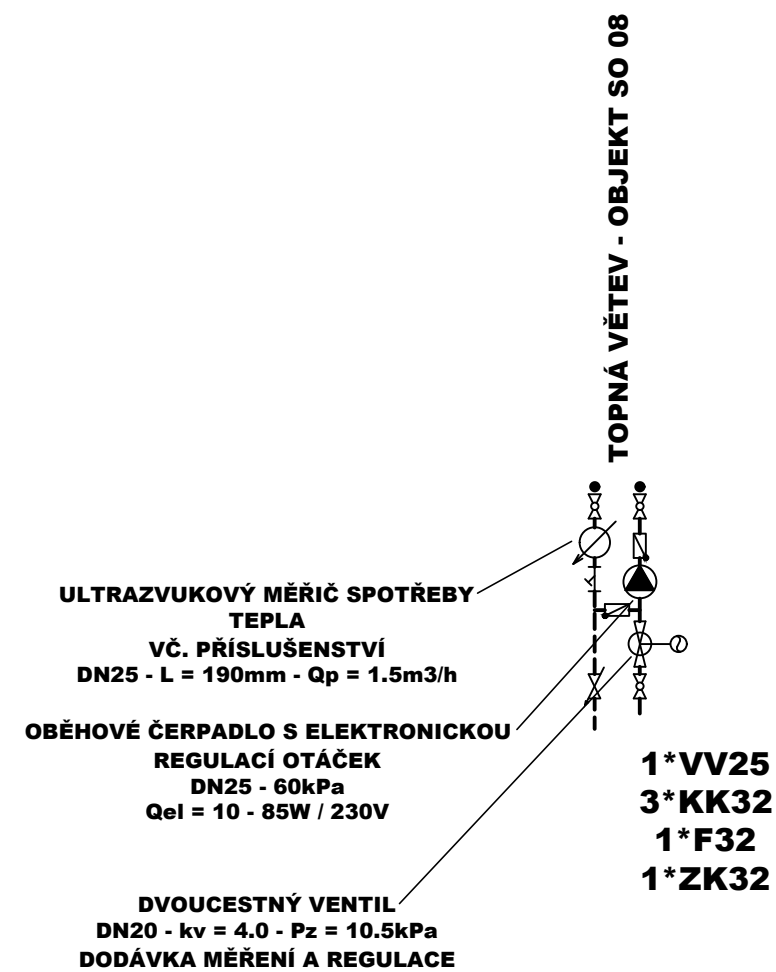 TOPNÁ VĚTEV - OBJEKT SO 08
ULTRAZVUKOVÝ MĚŘIČ SPOTŘEBY
TEPLA
VČ. PŘÍSLUŠENSTVÍ
DN25 - L = 190mm - Qp = 1.5m3/h
OBĚHOVÉ ČERPADLO S ELEKTRONICKOU
REGULACÍ OTÁČEK
DN25 - 60kPa
Qel = 10 - 85W / 230V
1*VV25
3*KK32
1*F32
1*ZK32
DVOUCESTNÝ VENTIL
DN20 - kv = 4.0 - Pz = 10.5kPa
DODÁVKA MĚŘENÍ A REGULACE